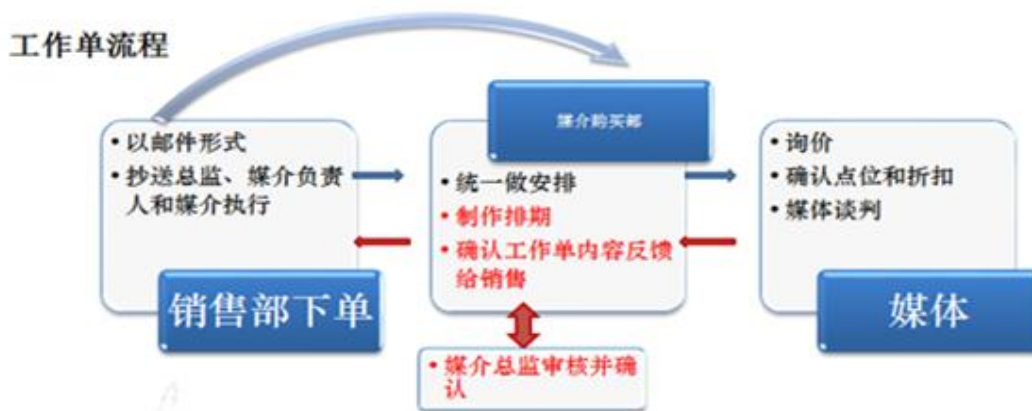 工作单流程
媒介购买部
• 以邮件形式
• 抄送总监、媒介负责
人和媒介执行
销售部下单
• 统一做安排
• 制作排期
• 确认工作单内容反馈
给销售
• 媒介总监审核并确
认
• 询价
• 确认点位和折扣
• 媒体谈判
媒体